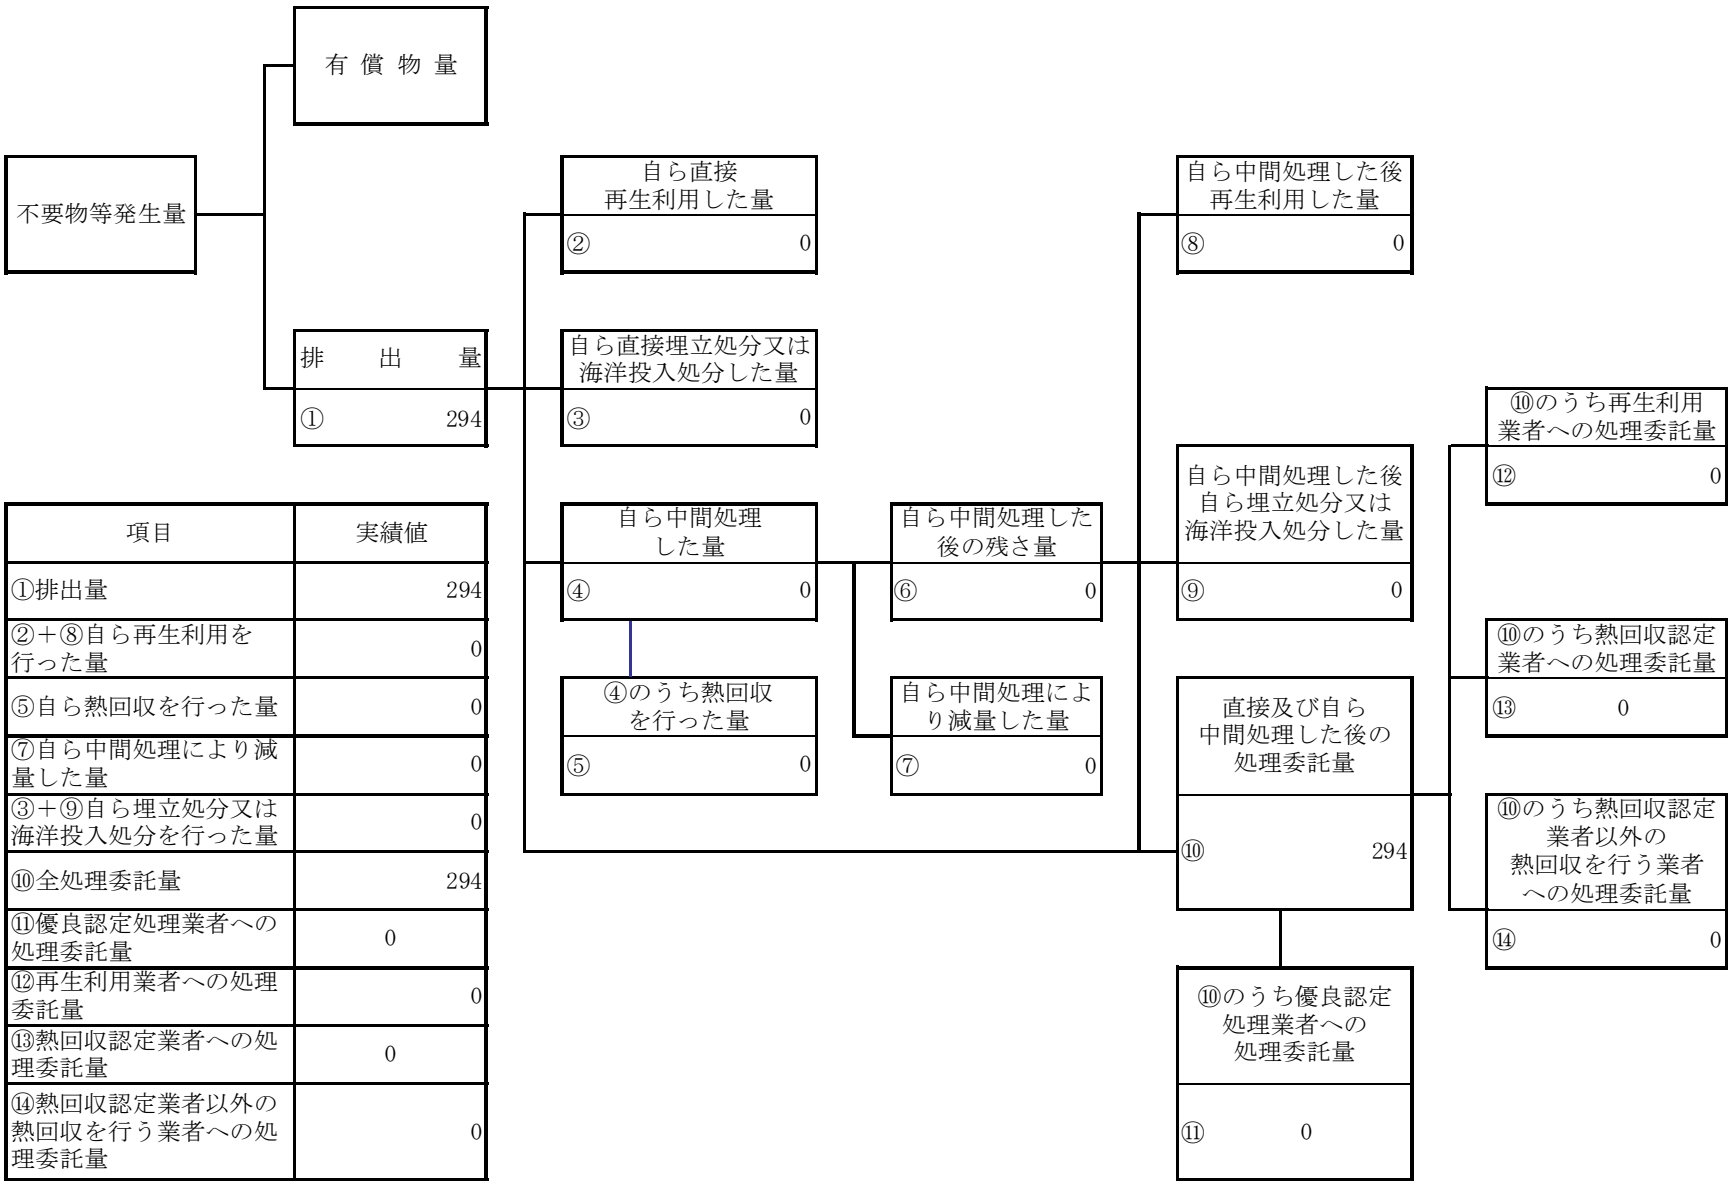 有償物量
不要物等発生量
排出量
① 294
自ら直接
再生利用した量
② 0
自ら直接埋立処分又は
海洋投入処分した量
③ 0
自ら中間処理
した量
④ 0
④のうち熱回収
を行った量
⑤ 0
自ら中間処理した
後の残さ量
⑥ 0
自ら中間処理によ
り減量した量
⑦ 0
自ら中間処理した後
再生利用した量
⑧ 0
自ら中間処理した後
自ら埋立処分又は
海洋投入処分した量
⑨ 0
直接及び自ら
中間処理した後の
処理委託量
⑩ 294
⑩のうち優良認定
処理業者への
処理委託量
⑪ 0
⑩のうち再生利用
業者への処理委託量
⑫ 0
⑩のうち熱回収認定
業者への処理委託量
⑬ 0
⑩のうち熱回収認定
業者以外の
熱回収を行う業者
への処理委託量
⑭ 0
項目 実績値
①排出量 294
②＋⑧自ら再生利用を
行った量 0
⑤自ら熱回収を行った量 0
⑦自ら中間処理により減
量した量 0
③＋⑨自ら埋立処分又は
海洋投入処分を行った量 0
⑩全処理委託量 294
⑪優良認定処理業者への
処理委託量 0
⑫再生利用業者への処理
委託量 0
⑬熱回収認定業者への処
理委託量 0
⑭熱回収認定業者以外の
熱回収を行う業者への処
理委託量 0